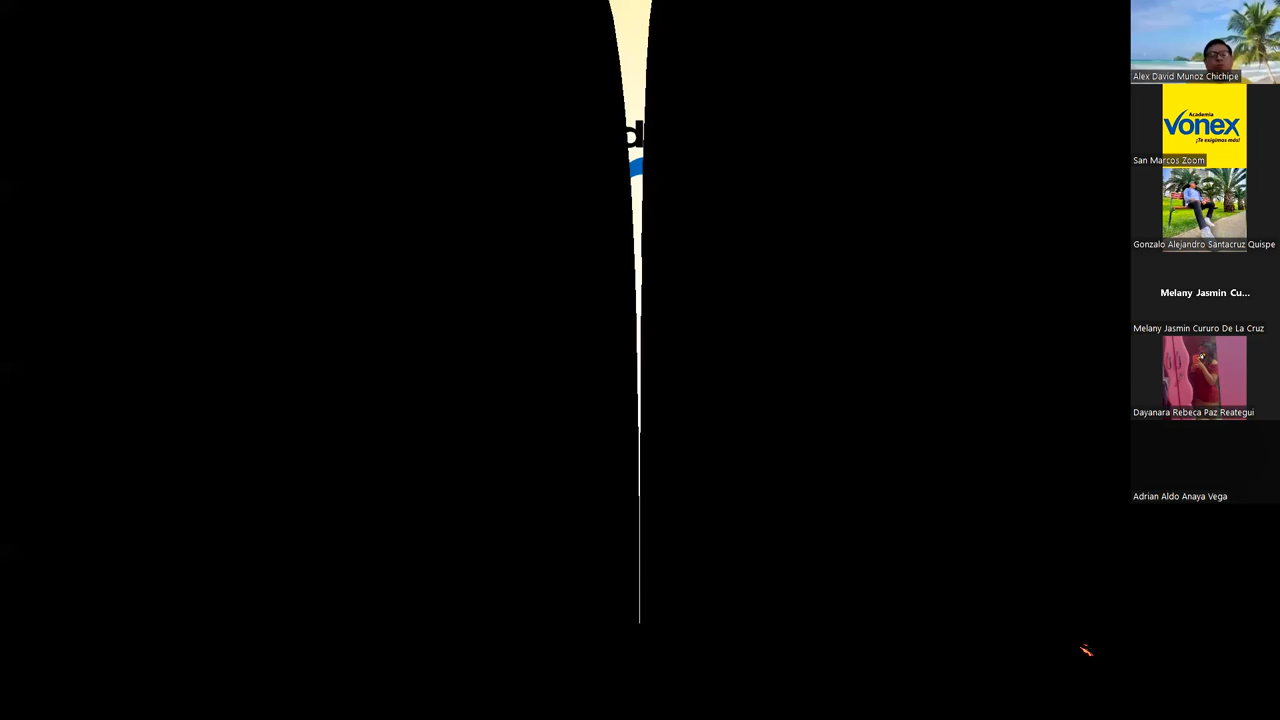 d
Alex David Munoz Chichipe
Academia
vonex
¡Te exigimos más!
San Marcos Zoom
Gonzalo Alejandro Santacruz Quispe
Melany Jasmin Cu...
Melany Jasmin Cururo De La Cruz
Dayanara Rebeca Paz Reategui
Adrian Aldo Anaya Vega